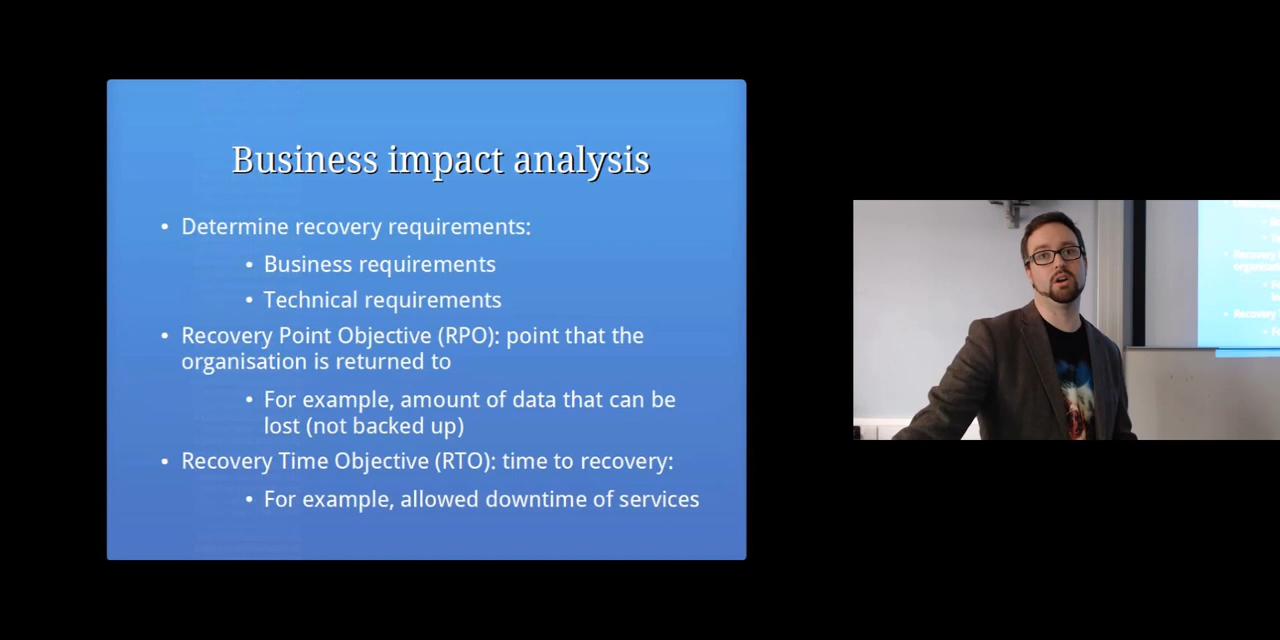 Business impact analysis
• Determine recovery requirements:
• Business requirements
• Technical requirements
• Recovery Point Objective (RPO): point that the
organisation is returned to
• For example, amount of data that can be
lost (not backed up)
• Recovery Time Objective (RTO): time to recovery:
• For example, allowed downtime of services
Recovery